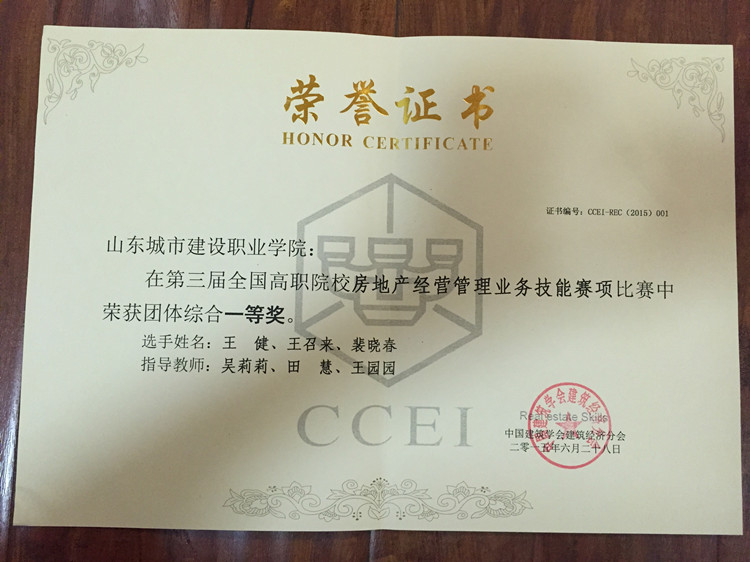 荣誉证书
HONOR CERTIFICATE
证书编号：CCEI-REC（2015）001
山东城市建设职业学院：
在第三届全国高职院校房地产经营管理业务技能赛项比赛中
荣获团体综合一等奖。
选手姓名：王　健、王召来、裴晓春
指导教师：吴莉莉、田　慧、王园园
CCEI
Real estate Skills
中国建筑学会建筑经济分会
二零一五年六月二十八日